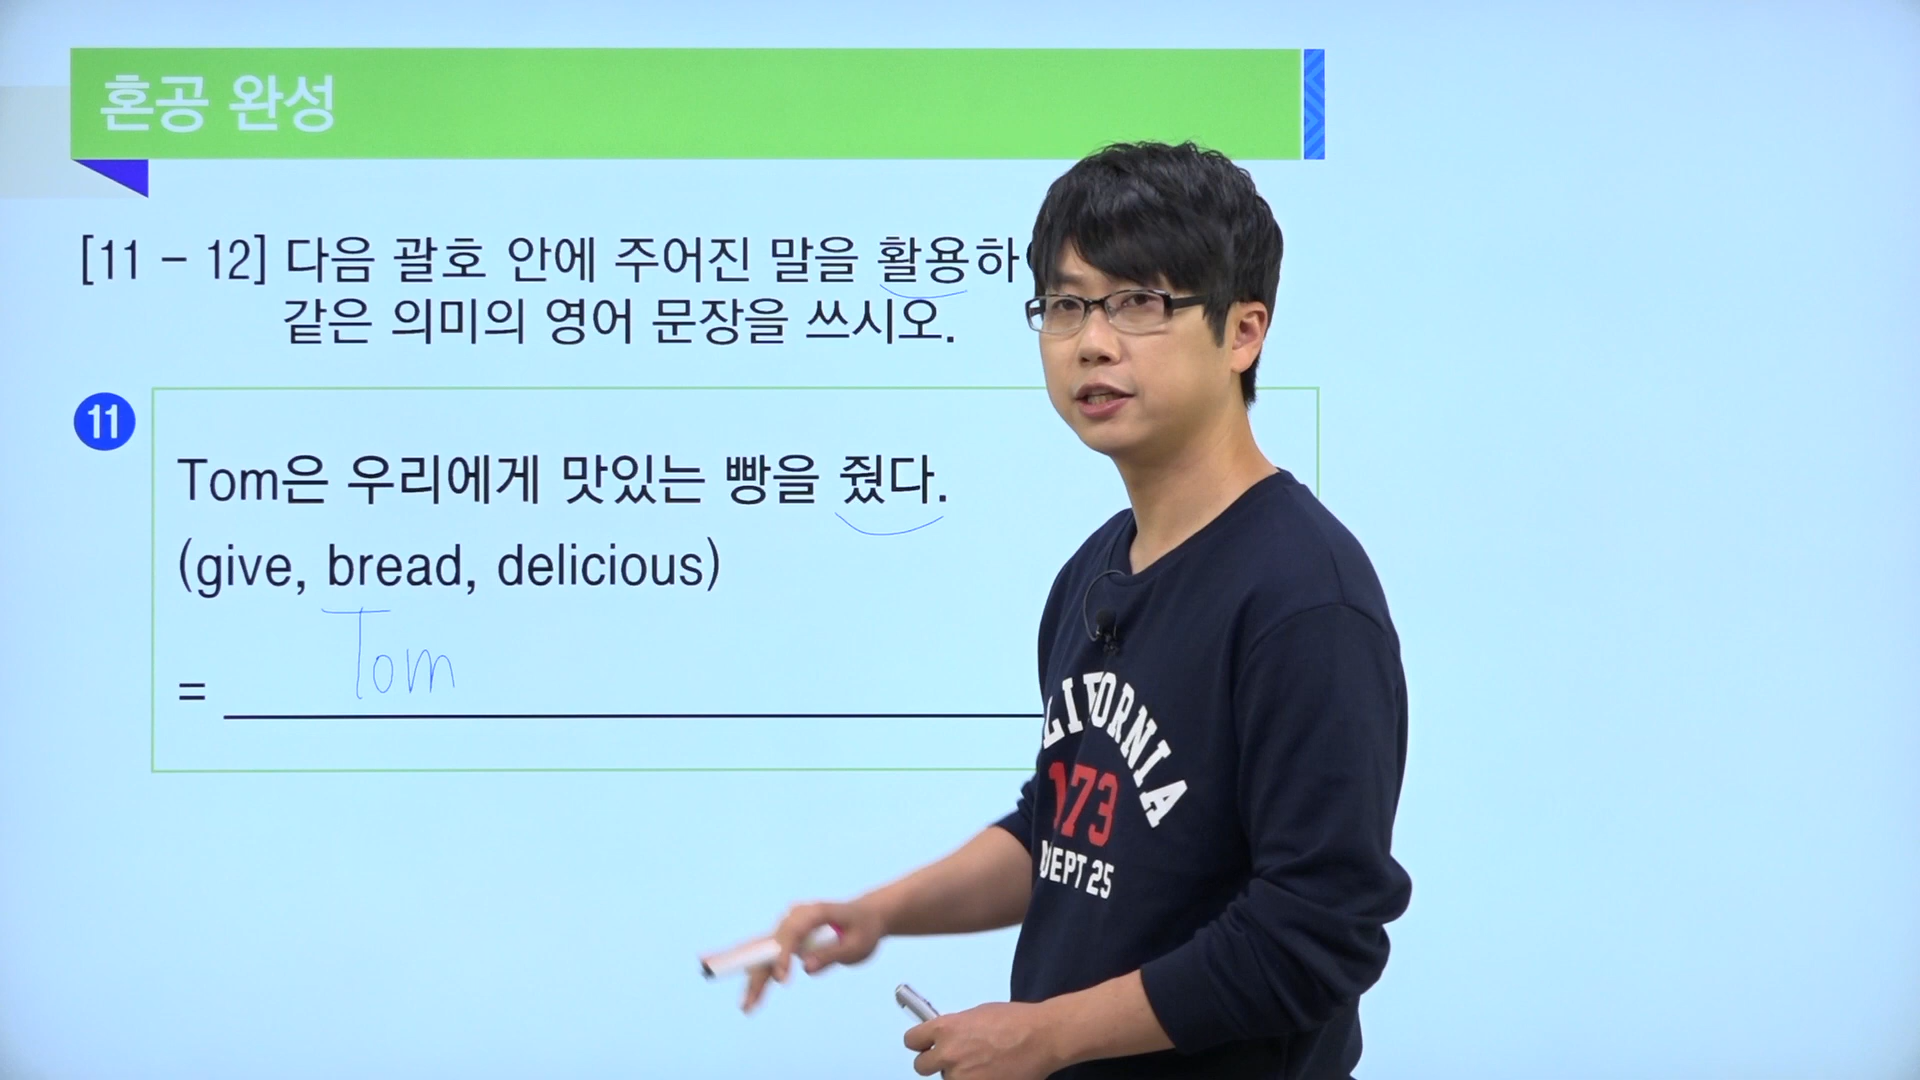 혼공 완성
[11 - 12] 다음 괄호 안에 주어진 말을 활용하
같은 의미의 영어 문장을 쓰시오.
11
Tom은 우리에게 맛있는 빵을 줬다.
(give, bread, delicious)
Tom
=
LIFORNIA
173
DEPT 25